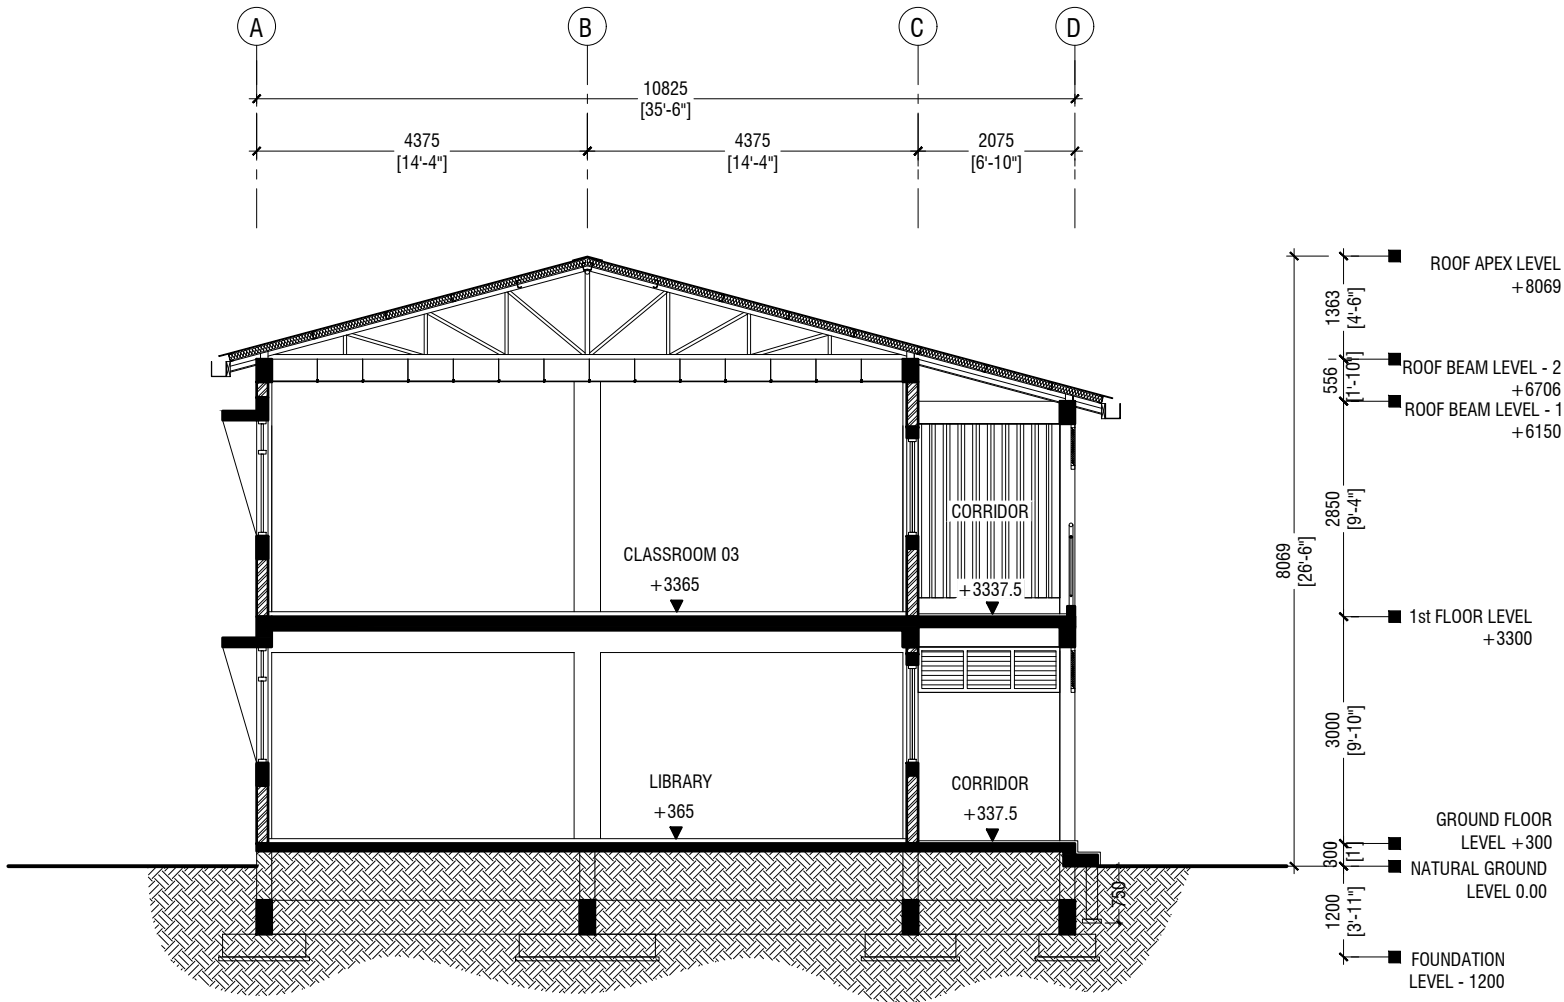 A
B
C
D
10825
[35'-6"]
4375
[14'-4"]
4375
[14'-4"]
2075
[6'-10"]
ROOF APEX LEVEL
+8069
1363
[4'-6"]
ROOF BEAM LEVEL - 2
+6706
556
[1'-10"]
ROOF BEAM LEVEL - 1
+6150
2850
[9'-4"]
8069
[26'-6"]
CORRIDOR
+3337.5
CLASSROOM 03
+3365
1st FLOOR LEVEL
+3300
3000
[9'-10"]
LIBRARY
+365
CORRIDOR
+337.5
GROUND FLOOR
LEVEL +300
300
[1']
NATURAL GROUND
LEVEL 0.00
750
1200
[3'-11"]
FOUNDATION
LEVEL - 1200